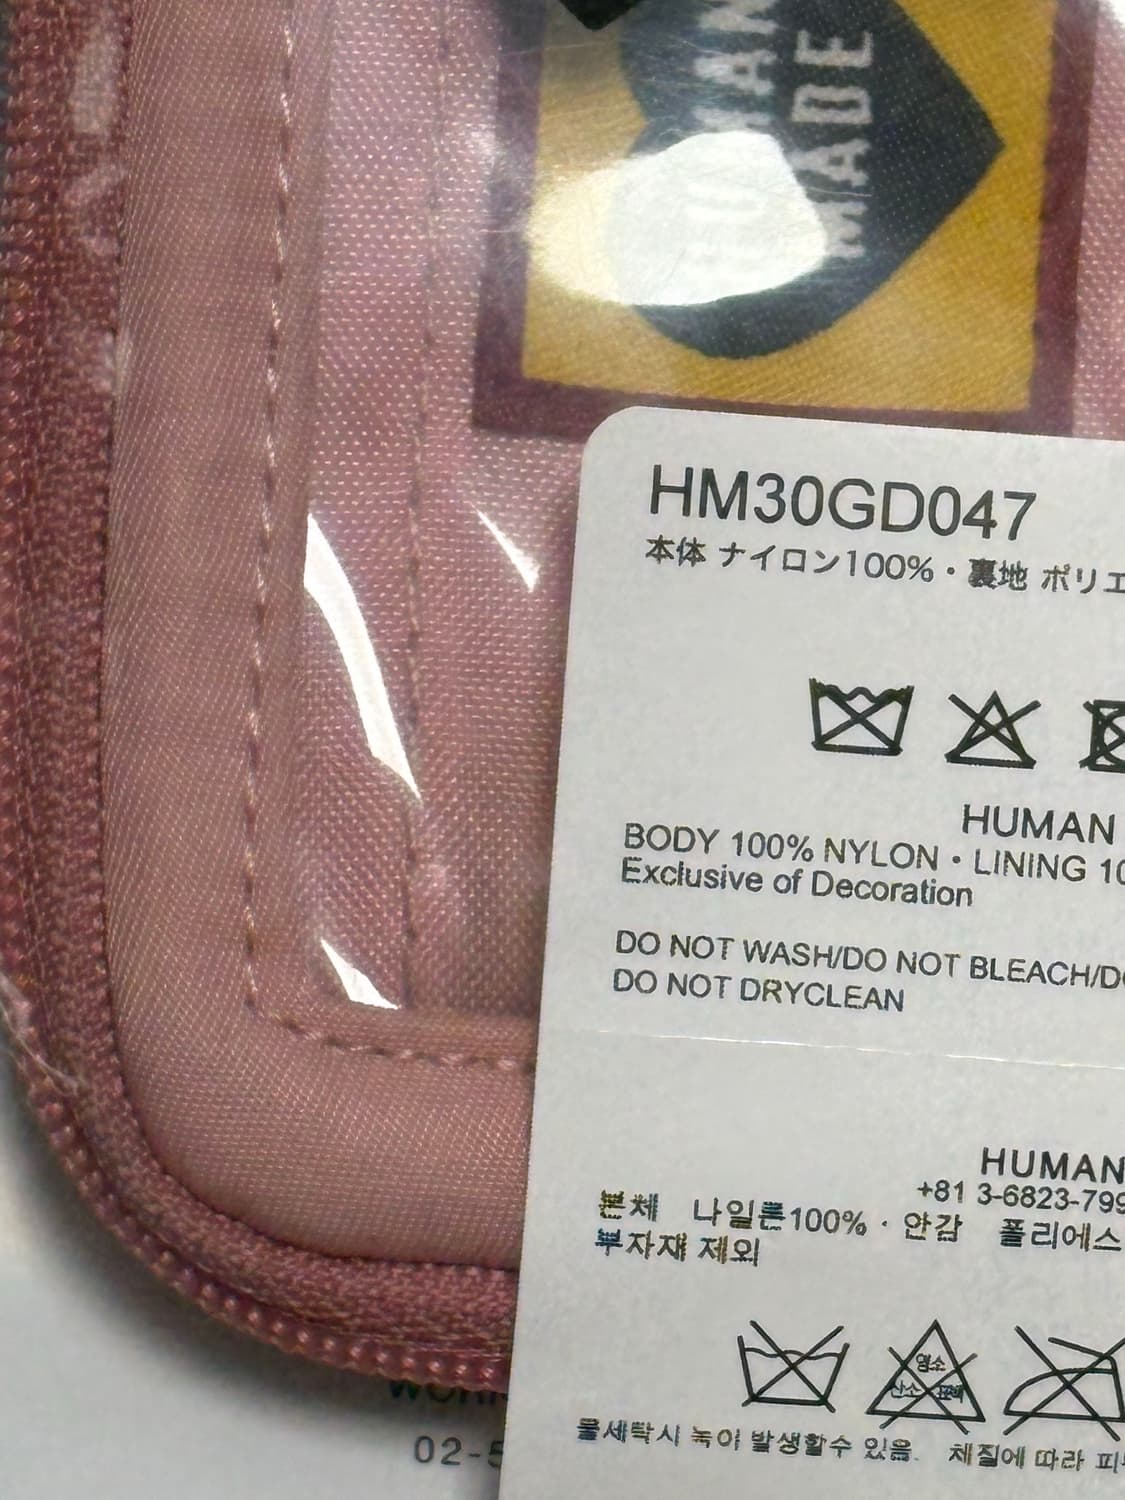 HUMAN
MADE
HM30GD047
本体 ナイロン100%・裏地 ポリエ
HUMAN
BODY 100% NYLON・LINING 10
Exclusive of Decoration
DO NOT WASH/DO NOT BLEACH/DO
DO NOT DRYCLEAN
HUMAN
+81 3-6823-799
본체 나일론100%・안감 폴리에스
부자재 제외
염소
산소 표백
물세탁시 녹이 발생할수 있음. 체질에 따라 피
02-5